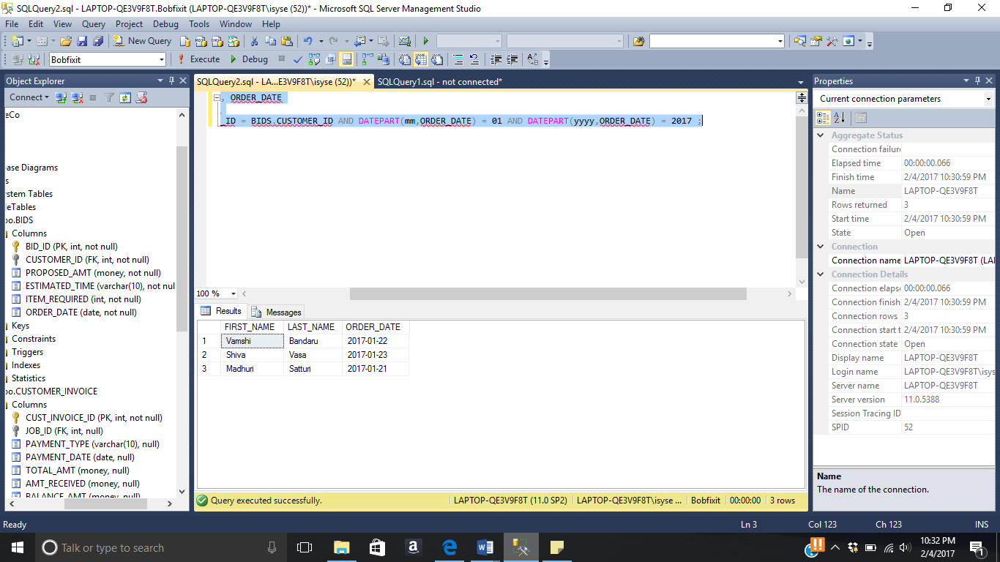 SQLQuery2.sql - LAPTOP-QE3V9F8T.Bobfixit (LAPTOP-QE3V9F8T\isyse (52))* - Microsoft SQL Server Management Studio
File Edit View Query Project Debug Tools Window Help
New Query
Bobfixit Execute Debug
Object Explorer
Connect
eCo
ase Diagrams
s
stem Tables
leTables
bo.BIDS
Columns
BID_ID (PK, int, not null)
CUSTOMER_ID (FK, int, not null)
PROPOSED_AMT (money, not null)
ESTIMATED_TIME (varchar(10), not nul
ITEM_REQUIRED (int, not null)
ORDER_DATE (date, not null)
Keys
Constraints
Triggers
Indexes
Statistics
bo.CUSTOMER_INVOICE
Columns
CUST_INVOICE_ID (PK, int, not null)
JOB_ID (FK, int, null)
PAYMENT_TYPE (varchar(10), null)
PAYMENT_DATE (date, null)
TOTAL_AMT (money, null)
AMT_RECEIVED (money, null)
BALANCE_AMT (money, null)
SQLQuery2.sql - LA...E3V9F8T\isyse (52))* SQLQuery1.sql - not connected*
, ORDER_DATE
_ID = BIDS.CUSTOMER_ID AND DATEPART(mm,ORDER_DATE) = 01 AND DATEPART(yyyy,ORDER_DATE) = 2017 ;
100 %
Results Messages
FIRST_NAME LAST_NAME ORDER_DATE
1 Vamshi Bandaru 2017-01-22
2 Shiva Vasa 2017-01-23
3 Madhuri Satturi 2017-01-21
Query executed successfully. LAPTOP-QE3V9F8T (11.0 SP2) LAPTOP-QE3V9F8T\isyse ... Bobfixit 00:00:00 3 rows
Properties
Current connection parameters
Aggregate Status
Connection failure
Elapsed time 00:00:00.066
Finish time 2/4/2017 10:30:59 PM
Name LAPTOP-QE3V9F8T
Rows returned 3
Start time 2/4/2017 10:30:59 PM
State Open
Connection
Connection name LAPTOP-QE3V9F8T (LAI
Connection Details
Connection elaps 00:00:00.066
Connection finish 2/4/2017 10:30:59 PM
Connection rows 3
Connection start t 2/4/2017 10:30:59 PM
Connection state Open
Display name LAPTOP-QE3V9F8T
Login name LAPTOP-QE3V9F8T\isys
Server name LAPTOP-QE3V9F8T
Server version 11.0.5388
Session Tracing ID
SPID 52
Name
The name of the connection.
Ready Ln 3 Col 123 Ch 123 INS
Talk or type to search
10:32 PM
2/4/2017
1